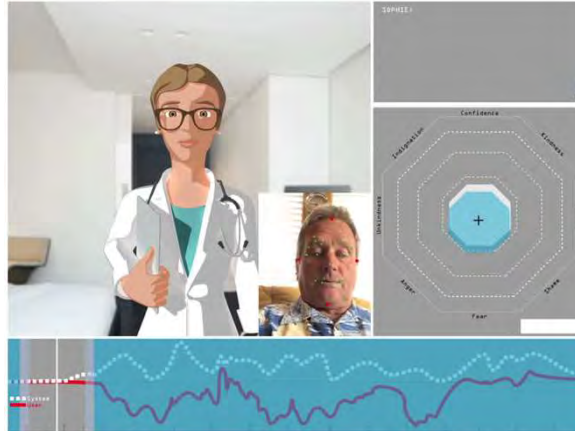 SOPHIE:
Confidence
Indignation
Kindness
Unkindness
Anger
Shame
Fear
System
User